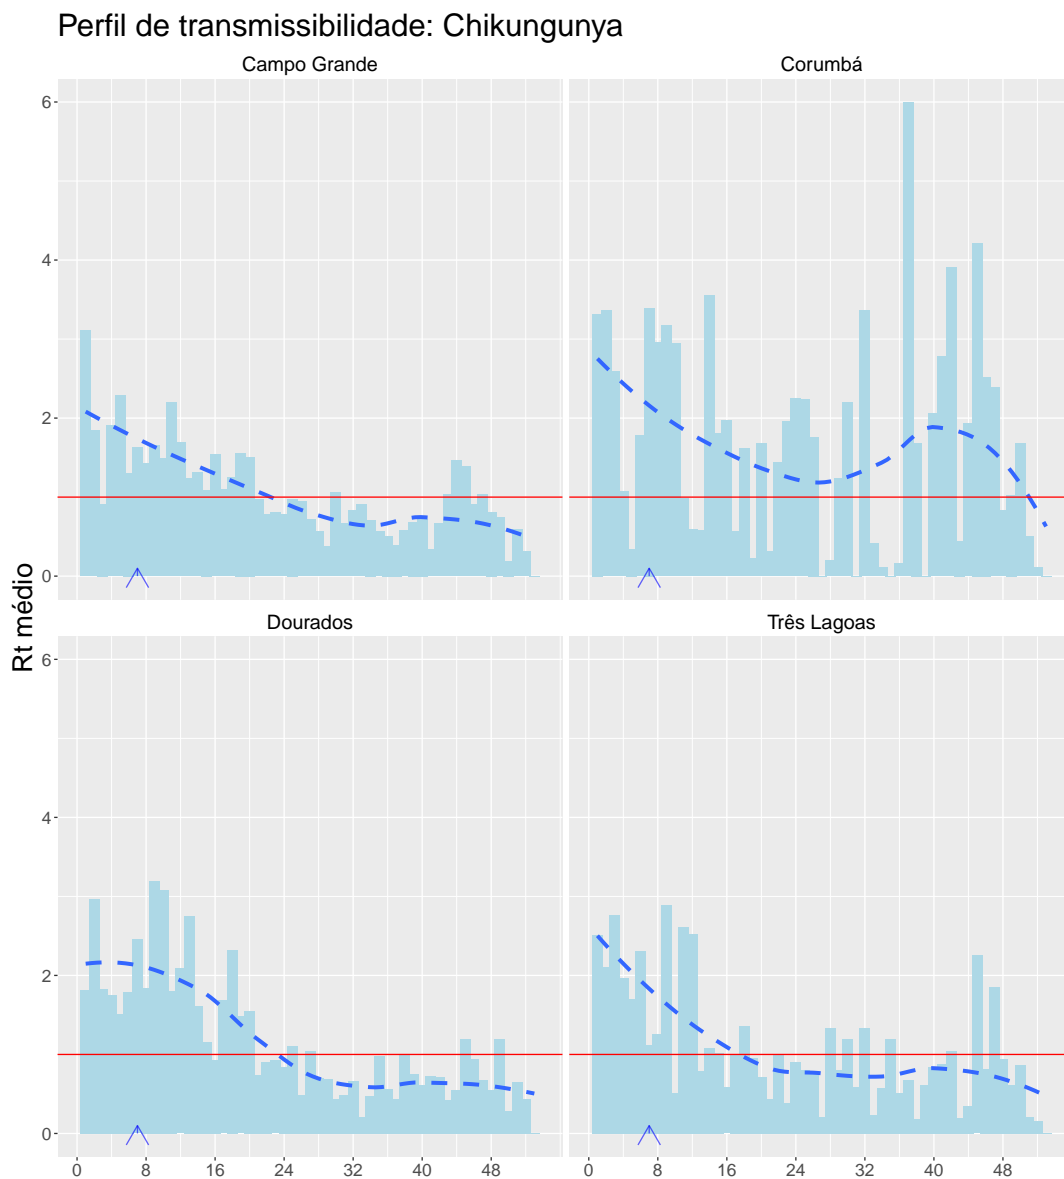 Perfil de transmissibilidade: Chikungunya
Campo Grande
Corumbá
6
4
2
0
Dourados
Três Lagoas
Rt médio
6
4
2
0
0 8 16 24 32 40 48
0 8 16 24 32 40 48